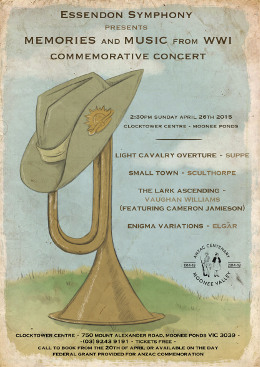 Essendon Symphony
presents
memories and music from WWI
commemorative concert
2:30pm Sunday April 26th 2015
Clocktower Centre - Moonee Ponds
Light Cavalry Overture - Suppe
Small Town - Sculthorpe
The Lark Ascending -
Vaughan Williams
(featuring Cameron Jamieson)
Enigma Variations - Elgar
ANZAC CENTENARY
MOONEE VALLEY
Clocktower Centre - 750 Mount Alexander Road, Moonee Ponds VIC 3039 -
(03) 9243 9191 - Tickets free -
Call to book from the 20th of April or available on the day
Federal grant provided for ANZAC commemoration